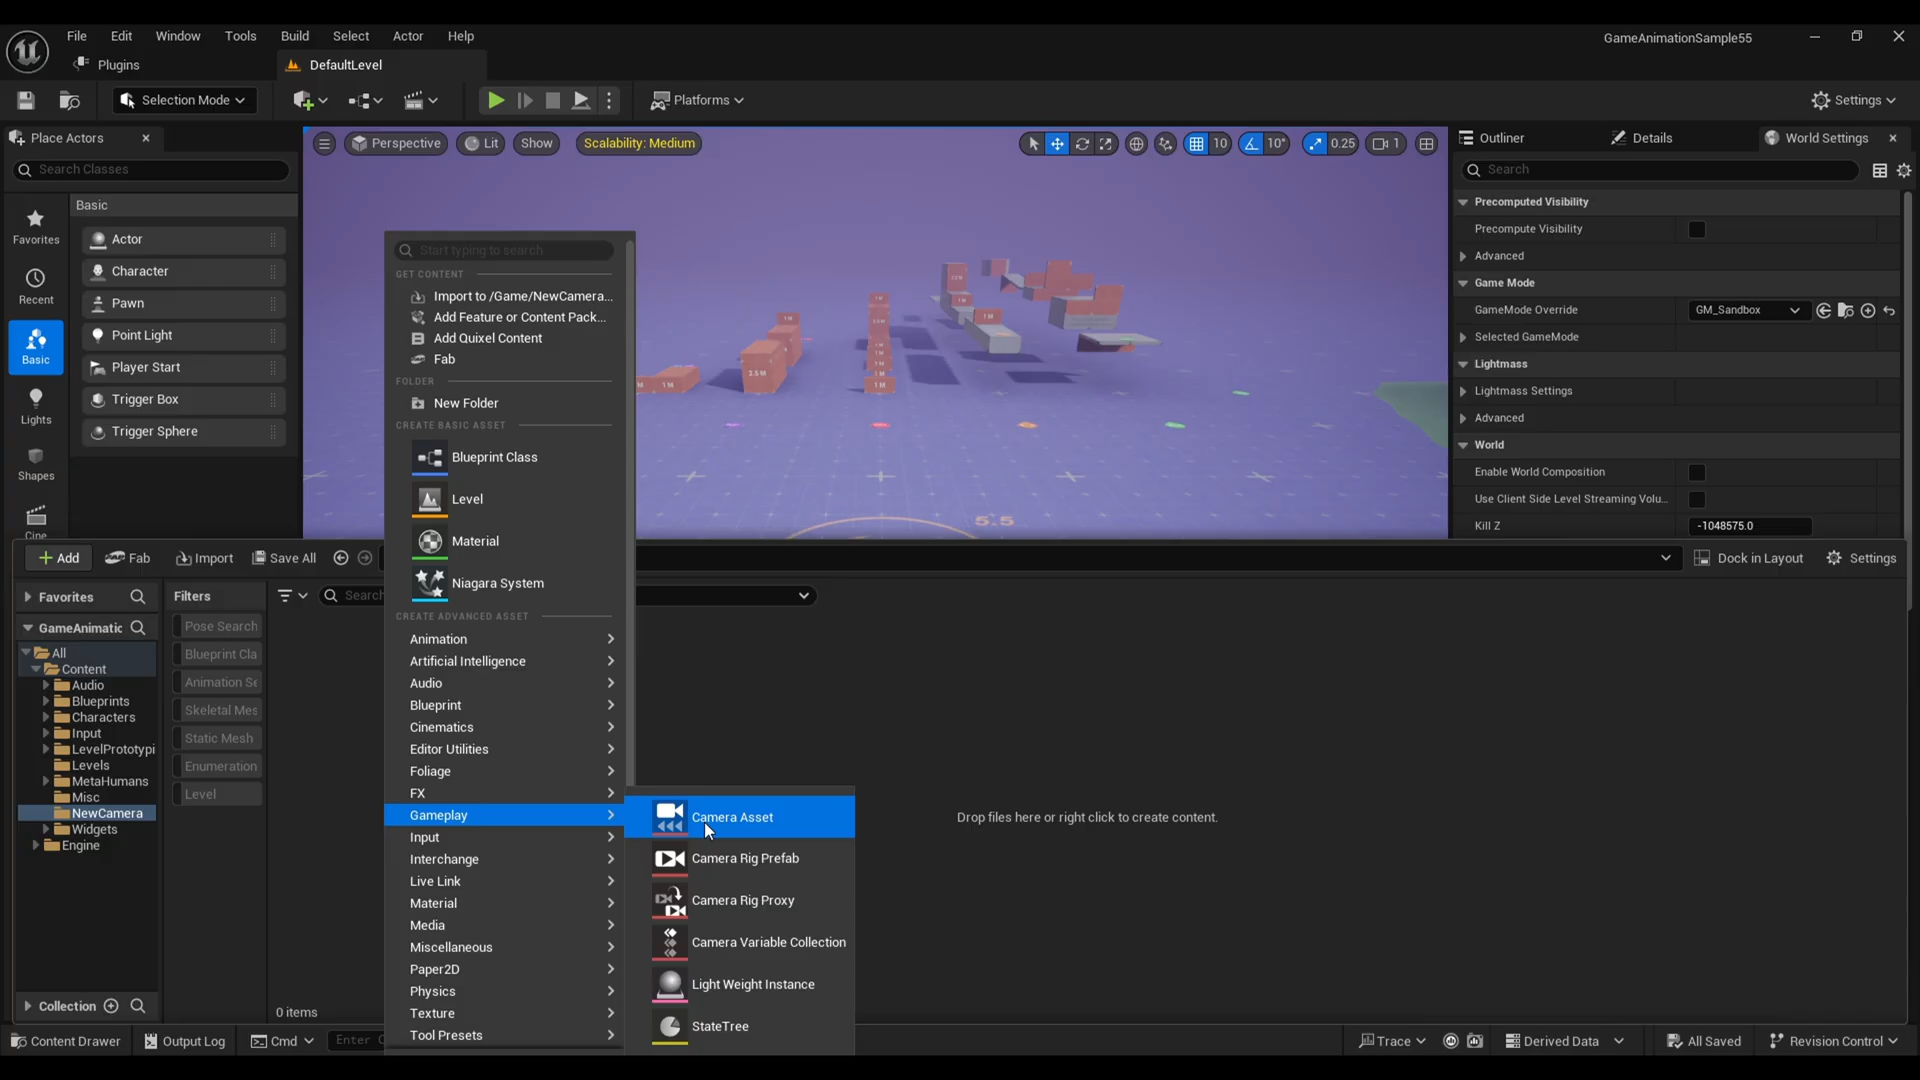 File Edit Window Tools Build Select Actor Help
GameAnimationSample55
Plugins
DefaultLevel
Selection Mode
Platforms
Settings
Place Actors
Search Classes
Favorites
Recent
Basic
Lights
Shapes
Cine
Basic
Actor
Character
Pawn
Point Light
Player Start
Trigger Box
Trigger Sphere
Perspective
Lit
Show
Scalability: Medium
10
10°
0.25
1
5.5
Outliner
Details
World Settings
Search
Precomputed Visibility
Precompute Visibility
Advanced
Game Mode
GameMode Override
GM_Sandbox
Selected GameMode
Lightmass
Lightmass Settings
Advanced
World
Enable World Composition
Use Client Side Level Streaming Volu...
Kill Z
-1048575.0
Start typing to search
GET CONTENT
Import to /Game/NewCamera...
Add Feature or Content Pack...
Add Quixel Content
Fab
FOLDER
New Folder
CREATE BASIC ASSET
Blueprint Class
Level
Material
Niagara System
CREATE ADVANCED ASSET
Animation
Artificial Intelligence
Audio
Blueprint
Cinematics
Editor Utilities
Foliage
FX
Gameplay
Input
Interchange
Live Link
Material
Media
Miscellaneous
Paper2D
Physics
Texture
Tool Presets
Camera Asset
Camera Rig Prefab
Camera Rig Proxy
Camera Variable Collection
Light Weight Instance
StateTree
Add
Fab
Import
Save All
Dock in Layout
Settings
Favorites
GameAnimatic
All
Content
Audio
Blueprints
Characters
Input
LevelPrototypi
Levels
MetaHumans
Misc
NewCamera
Widgets
Engine
Collection
Filters
Pose Search
Blueprint Cla
Animation Se
Skeletal Mes
Static Mesh
Enumeration
Level
Search
Drop files here or right click to create content.
0 items
Content Drawer
Output Log
Cmd
Enter C
Trace
Derived Data
All Saved
Revision Control